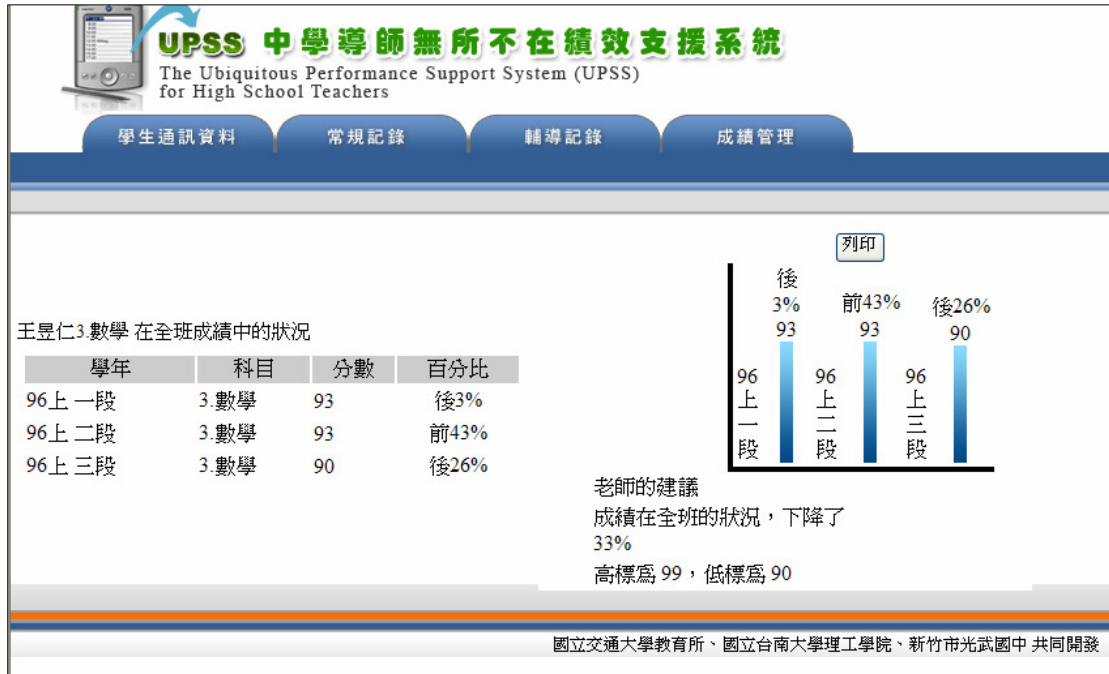 UPSS 中學導師無所不在績效支援系統
The Ubiquitous Performance Support System (UPSS)
for High School Teachers
學生通訊資料 常規記錄 輔導記錄 成績管理
列印
王昱仁3.數學 在全班成績中的狀況
學年 科目 分數 百分比
96上 一段 3.數學 93 後3%
96上 二段 3.數學 93 前43%
96上 三段 3.數學 90 後26%
後
3%
93
前43%
93
後26%
90
96
上
一
段
96
上
二
段
96
上
三
段
老師的建議
成績在全班的狀況，下降了
33%
高標為 99，低標為 90
國立交通大學教育所、國立台南大學理工學院、新竹市光武國中 共同開發